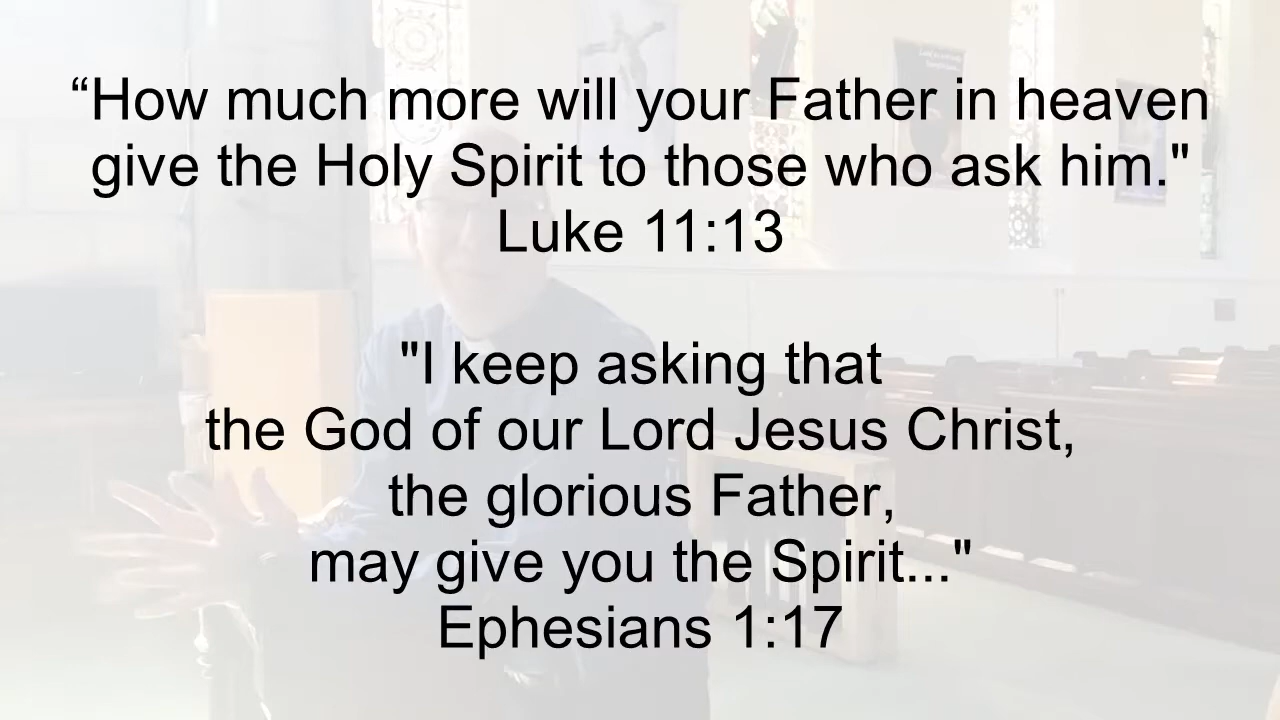 “How much more will your Father in heaven
give the Holy Spirit to those who ask him."
Luke 11:13
"I keep asking that
the God of our Lord Jesus Christ,
the glorious Father,
may give you the Spirit..."
Ephesians 1:17